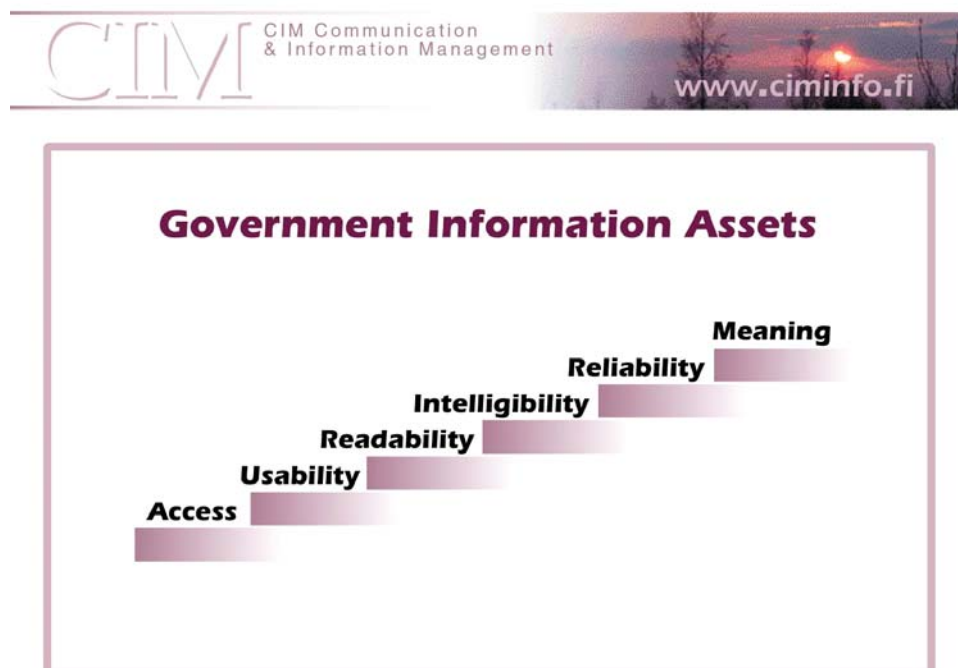 CIM
CIM Communication
& Information Management
www.ciminfo.fi
Government Information Assets
Meaning
Reliability
Intelligibility
Readability
Usability
Access